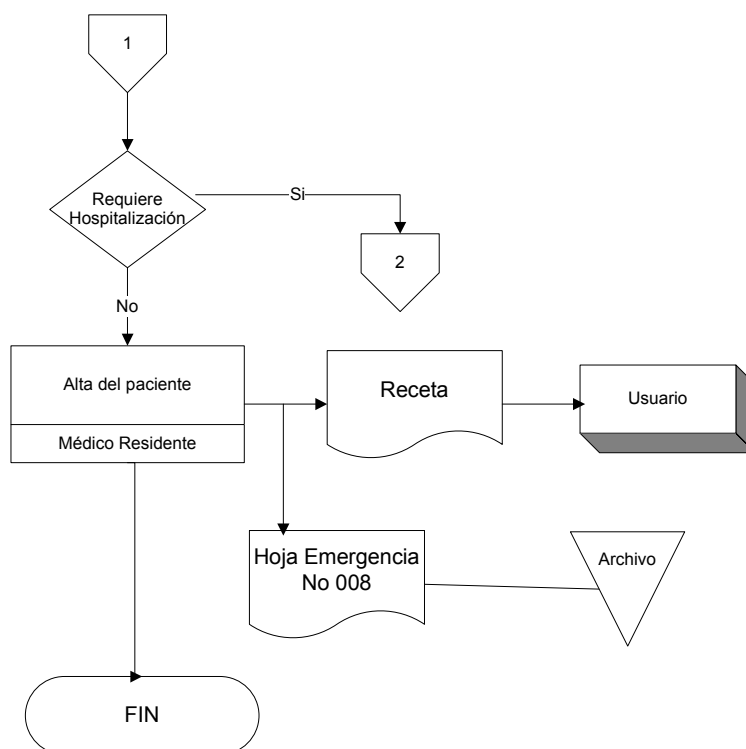 1
Requiere
Hospitalización
Si
2
No
Alta del paciente
Médico Residente
Receta
Usuario
Hoja Emergencia
No 008
Archivo
FIN